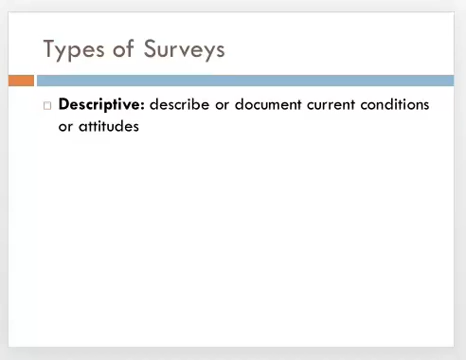 Types of Surveys
Descriptive: describe or document current conditions
or attitudes